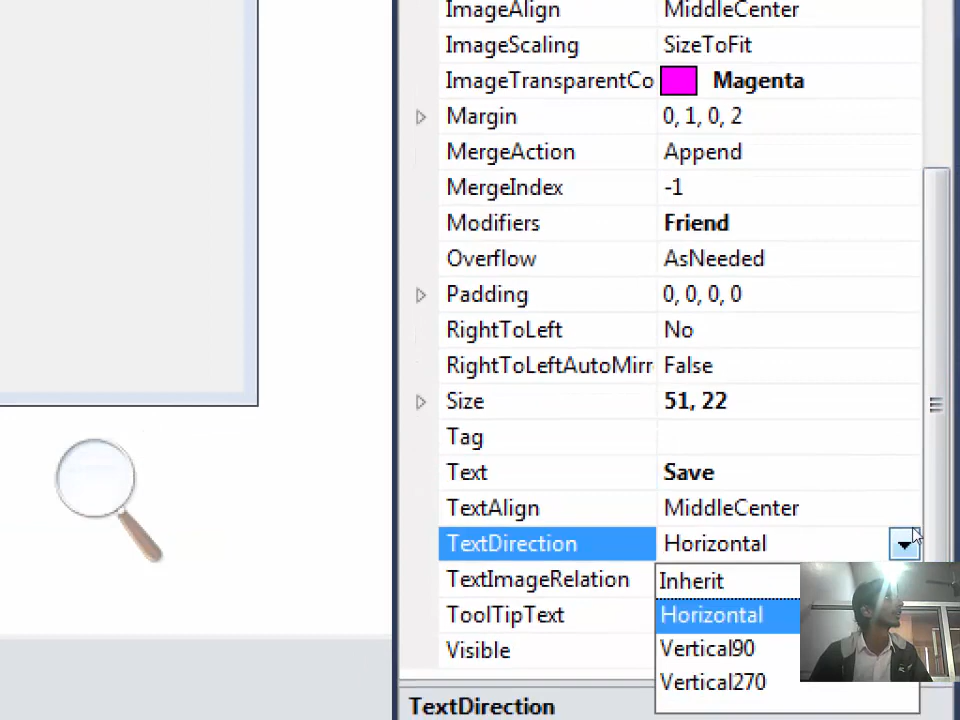 ImageAlign MiddleCenter
ImageScaling SizeToFit
ImageTransparentCo Magenta
Margin 0, 1, 0, 2
MergeAction Append
MergeIndex -1
Modifiers Friend
Overflow AsNeeded
Padding 0, 0, 0, 0
RightToLeft No
RightToLeftAutoMirr False
Size 51, 22
Tag
Text Save
TextAlign MiddleCenter
TextDirection Horizontal
TextImageRelation Inherit
ToolTipText Horizontal
Visible Vertical90
Vertical270
TextDirection